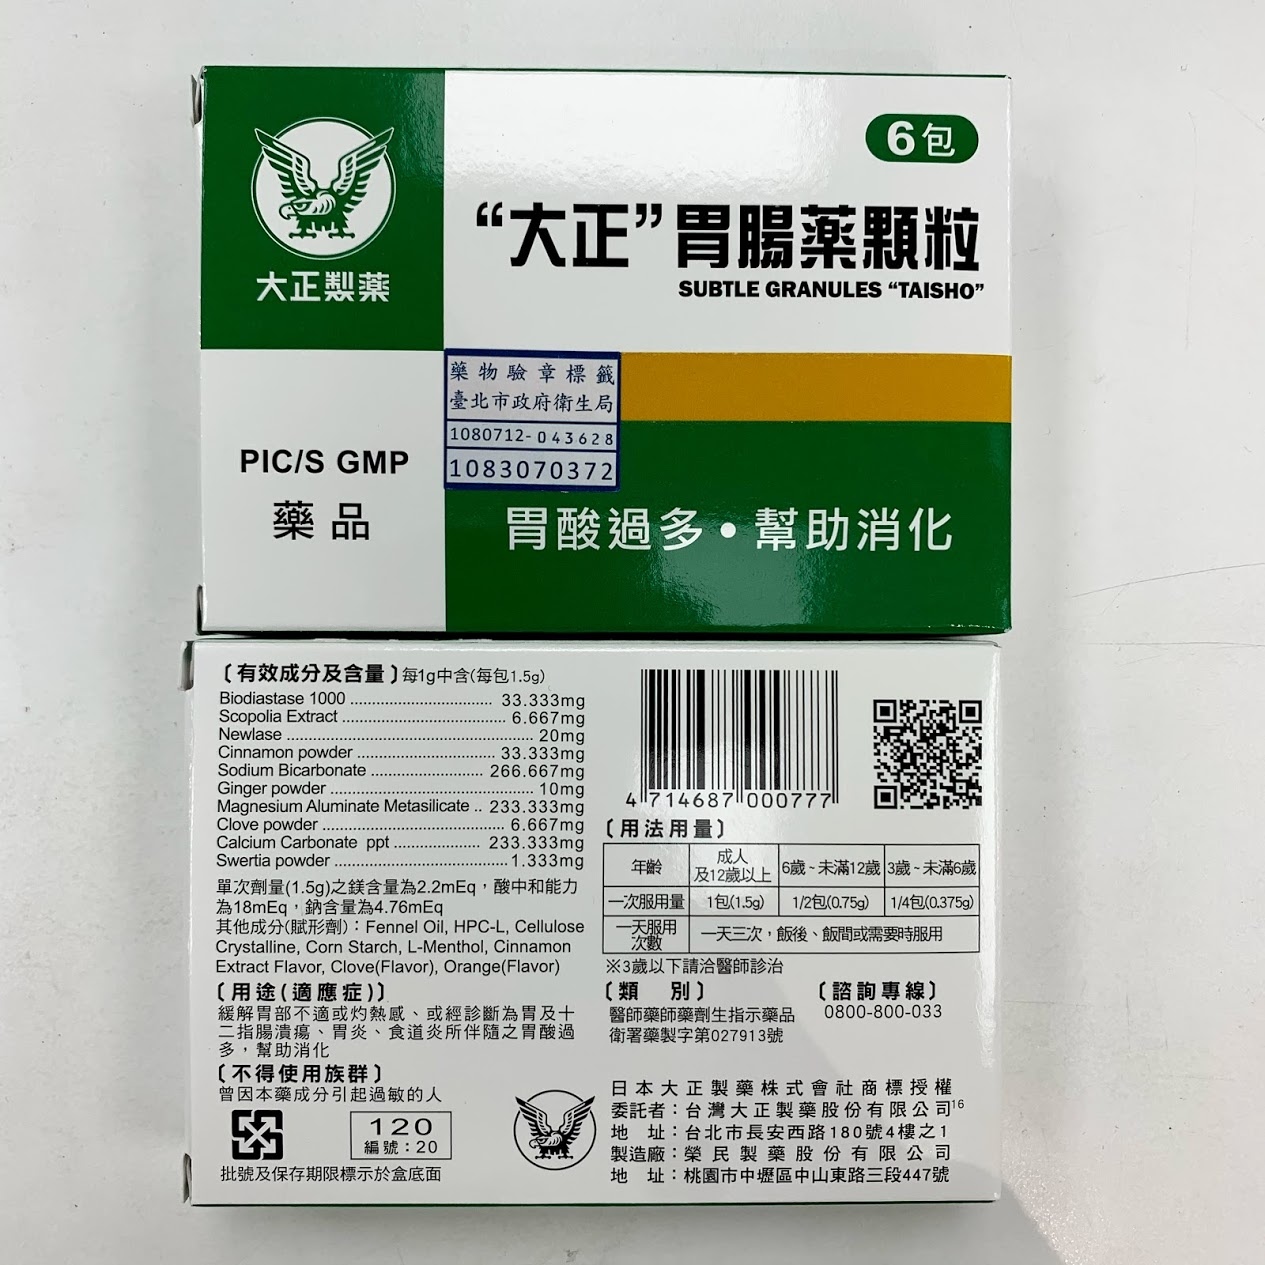 6包
“大正”胃腸薬顆粒
SUBTLE GRANULES “TAISHO”
大正製薬
藥物驗章標籤
臺北市政府衛生局
1080712-043628
1083070372
PIC/S GMP
藥品
胃酸過多•幫助消化
〔有效成分及含量〕每1g中含(每包1.5g)
Biodiastase 1000 .......... 33.333mg
Scopolia Extract .......... 6.667mg
Newlase .......... 20mg
Cinnamon powder .......... 33.333mg
Sodium Bicarbonate .......... 266.667mg
Ginger powder .......... 10mg
Magnesium Aluminate Metasilicate .. 233.333mg
Clove powder .......... 6.667mg
Calcium Carbonate ppt .......... 233.333mg
Swertia powder .......... 1.333mg
單次劑量(1.5g)之鎂含量為2.2mEq，酸中和能力
為18mEq，鈉含量為4.76mEq
其他成分(賦形劑)：Fennel Oil, HPC-L, Cellulose
Crystalline, Corn Starch, L-Menthol, Cinnamon
Extract Flavor, Clove(Flavor), Orange(Flavor)
〔用途(適應症)〕
緩解胃部不適或灼熱感、或經診斷為胃及十
二指腸潰瘍、胃炎、食道炎所伴隨之胃酸過
多，幫助消化
〔不得使用族群〕
曾因本藥成分引起過敏的人
120
編號：20
批號及保存期限標示於盒底面
4 714687 000777
〔用法用量〕
年齡 成人及12歲以上 6歲~未滿12歲 3歲~未滿6歲
一次服用量 1包(1.5g) 1/2包(0.75g) 1/4包(0.375g)
一天服用次數 一天三次，飯後、飯間或需要時服用
※3歲以下請洽醫師診治
〔類 別〕 〔諮詢專線〕
醫師藥師藥劑生指示藥品 0800-800-033
衛署藥製字第027913號
日本大正製藥株式會社商標授權
委託者：台灣大正製藥股份有限公司16
地 址：台北市長安西路180號4樓之1
製造廠：榮民製藥股份有限公司
地 址：桃園市中壢區中山東路三段447號